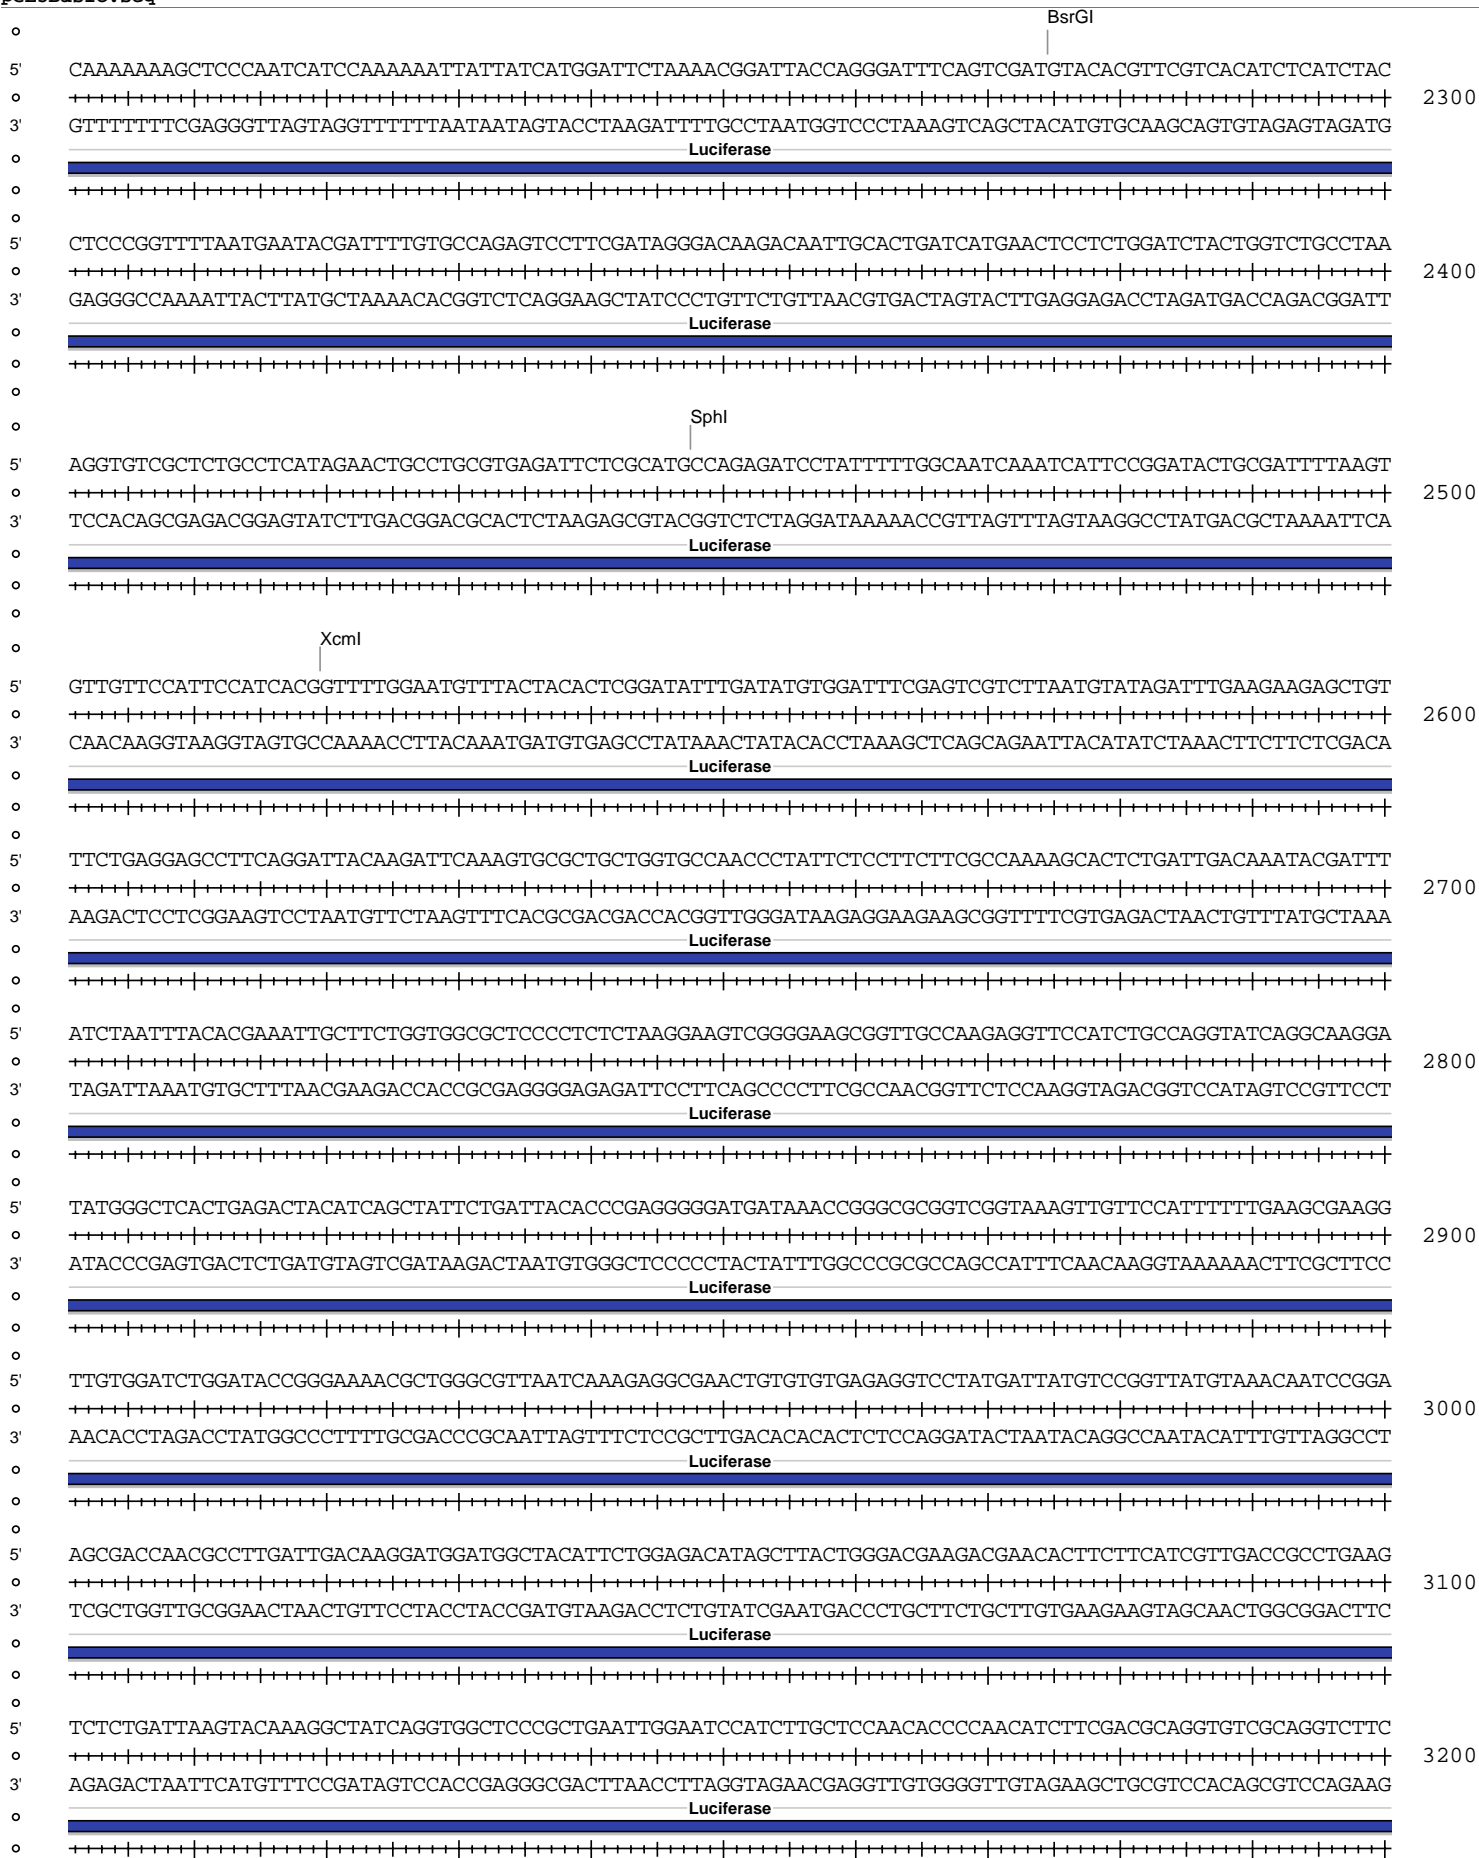 BsrGI
5' CAAAAAAAGCTCCCAATCATCCAAAAAATTATTATCATGGATTCTAAAACGGATTACCAGGGATTTCAGTCGATGTACACGTTCGTCACATCTCATCTAC
2300
3' GTTTTTTTCGAGGGTTAGTAGGTTTTTTAATAATAGTACCTAAGATTTTGCCTAATGGTCCCTAAAGTCAGCTACATGTGCAAGCAGTGTAGAGTAGATG
Luciferase
5' CTCCCGGTTTTAATGAATACGATTTTGTGCCAGAGTCCTTCGATAGGGACAAGACAATTGCACTGATCATGAACTCCTCTGGATCTACTGGTCTGCCTAA
2400
3' GAGGGCCAAAATTACTTATGCTAAAACACGGTCTCAGGAAGCTATCCCTGTTCTGTTAACGTGACTAGTACTTGAGGAGACCTAGATGACCAGACGGATT
Luciferase
SphI
5' AGGTGTCGCTCTGCCTCATAGAACTGCCTGCGTGAGATTCTCGCATGCCAGAGATCCTATTTTTGGCAATCAAATCATTCCGGATACTGCGATTTTAAGT
2500
3' TCCACAGCGAGACGGAGTATCTTGACGGACGCACTCTAAGAGCGTACGGTCTCTAGGATAAAAACCGTTAGTTTAGTAAGGCCTATGACGCTAAAATTCA
Luciferase
XcmI
5' GTTGTTCCATTCCATCACGGTTTTGGAATGTTTACTACACTCGGATATTTGATATGTGGATTTCGAGTCGTCTTAATGTATAGATTTGAAGAAGAGCTGT
2600
3' CAACAAGGTAAGGTAGTGCCAAAACCTTACAAATGATGTGAGCCTATAAACTATACACCTAAAGCTCAGCAGAATTACATATCTAAACTTCTTCTCGACA
Luciferase
5' TTCTGAGGAGCCTTCAGGATTACAAGATTCAAAGTGCGCTGCTGGTGCCAACCCTATTCTCCTTCTTCGCCAAAAGCACTCTGATTGACAAATACGATTT
2700
3' AAGACTCCTCGGAAGTCCTAATGTTCTAAGTTTCACGCGACGACCACGGTTGGGATAAGAGGAAGAAGCGGTTTTCGTGAGACTAACTGTTTATGCTAAA
Luciferase
5' ATCTAATTTACACGAAATTGCTTCTGGTGGCGCTCCCCTCTCTAAGGAAGTCGGGGAAGCGGTTGCCAAGAGGTTCCATCTGCCAGGTATCAGGCAAGGA
2800
3' TAGATTAAATGTGCTTTAACGAAGACCACCGCGAGGGGAGAGATTCCTTCAGCCCCTTCGCCAACGGTTCTCCAAGGTAGACGGTCCATAGTCCGTTCCT
Luciferase
5' TATGGGCTCACTGAGACTACATCAGCTATTCTGATTACACCCGAGGGGGATGATAAACCGGGCGCGGTCGGTAAAGTTGTTCCATTTTTTGAAGCGAAGG
2900
3' ATACCCGAGTGACTCTGATGTAGTCGATAAGACTAATGTGGGCTCCCCCTACTATTTGGCCCGCGCCAGCCATTTCAACAAGGTAAAAAACTTCGCTTCC
Luciferase
5' TTGTGGATCTGGATACCGGGAAAACGCTGGGCGTTAATCAAAGAGGCGAACTGTGTGTGAGAGGTCCTATGATTATGTCCGGTTATGTAAACAATCCGGA
3000
3' AACACCTAGACCTATGGCCCTTTTGCGACCCGCAATTAGTTTCTCCGCTTGACACACACTCTCCAGGATACTAATACAGGCCAATACATTTGTTAGGCCT
Luciferase
5' AGCGACCAACGCCTTGATTGACAAGGATGGATGGCTACATTCTGGAGACATAGCTTACTGGGACGAAGACGAACACTTCTTCATCGTTGACCGCCTGAAG
3100
3' TCGCTGGTTGCGGAACTAACTGTTCCTACCTACCGATGTAAGACCTCTGTATCGAATGACCCTGCTTCTGCTTGTGAAGAAGTAGCAACTGGCGGACTTC
Luciferase
5' TCTCTGATTAAGTACAAAGGCTATCAGGTGGCTCCCGCTGAATTGGAATCCATCTTGCTCCAACACCCCAACATCTTCGACGCAGGTGTCGCAGGTCTTC
3200
3' AGAGACTAATTCATGTTTCCGATAGTCCACCGAGGGCGACTTAACCTTAGGTAGAACGAGGTTGTGGGGTTGTAGAAGCTGCGTCCACAGCGTCCAGAAG
Luciferase